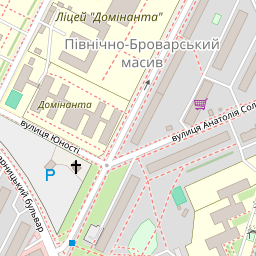 Ліцей "Домінанта"
Північно-Броварський
масив
Домінанта
вулиця Юності
вулиця Анатолія Сол
арницький бульвар
P